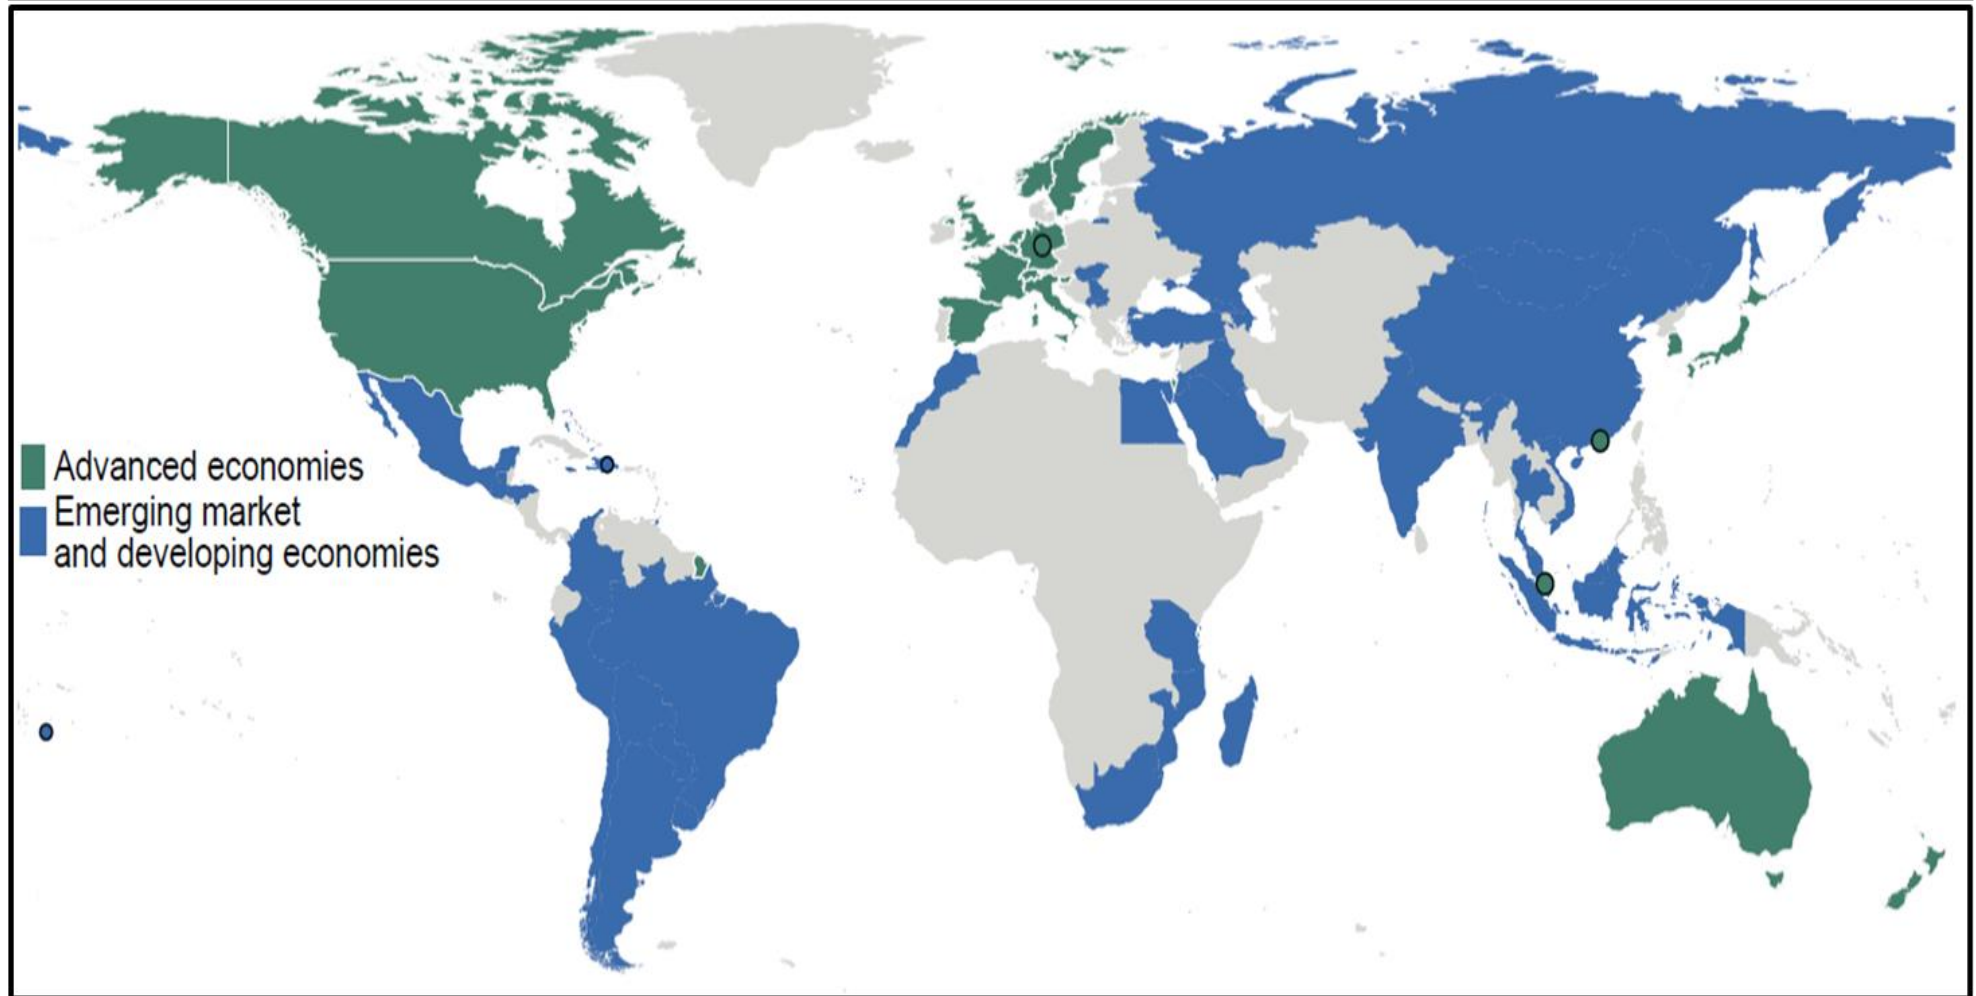 Advanced economies
Emerging market
and developing economies